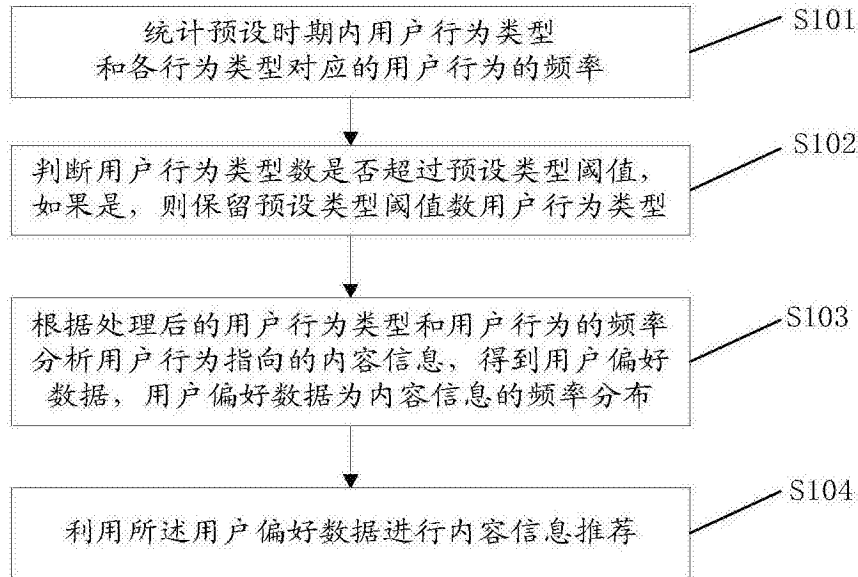 统计预设时期内用户行为类型
和各行为类型对应的用户行为的频率
S101
判断用户行为类型数是否超过预设类型阈值，
如果是，则保留预设类型阈值数用户行为类型
S102
根据处理后的用户行为类型和用户行为的频率
分析用户行为指向的内容信息，得到用户偏好
数据，用户偏好数据为内容信息的频率分布
S103
利用所述用户偏好数据进行内容信息推荐
S104